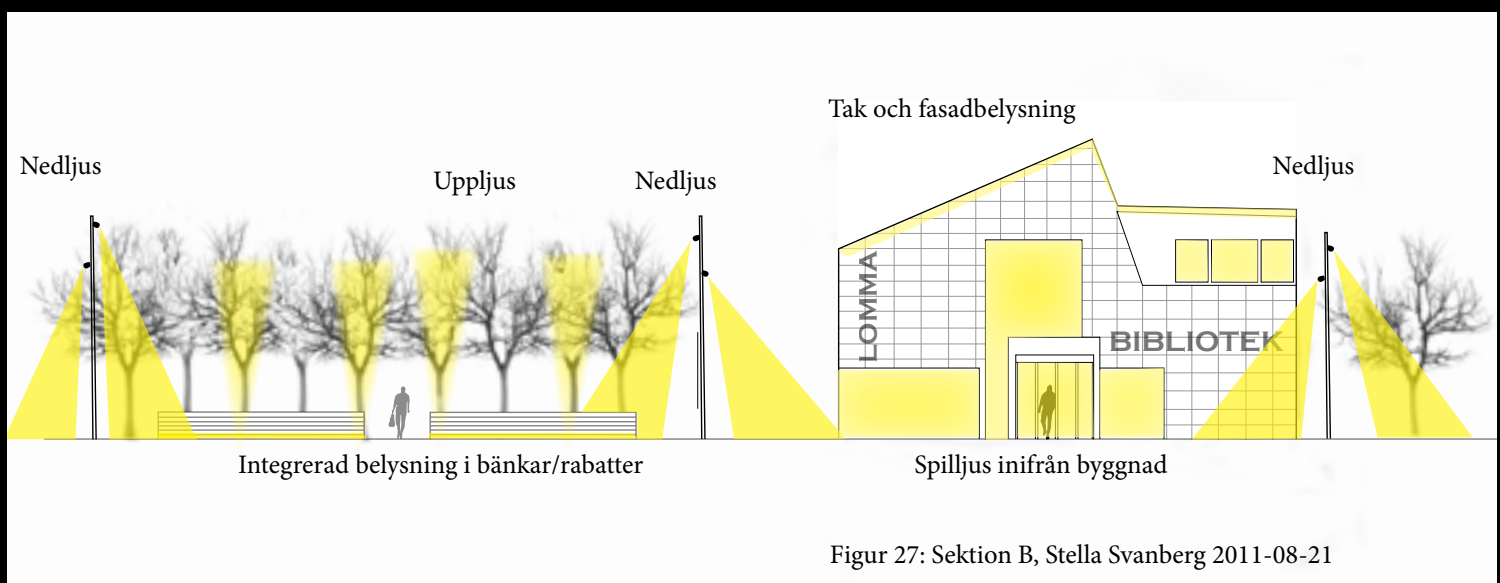 Tak och fasadbelysning
Nedljus
Uppljus
Nedljus
Nedljus
LOMMA
BIBLIOTEK
Integrerad belysning i bänkar/rabatter
Spilljus inifrån byggnad
Figur 27: Sektion B, Stella Svanberg 2011-08-21